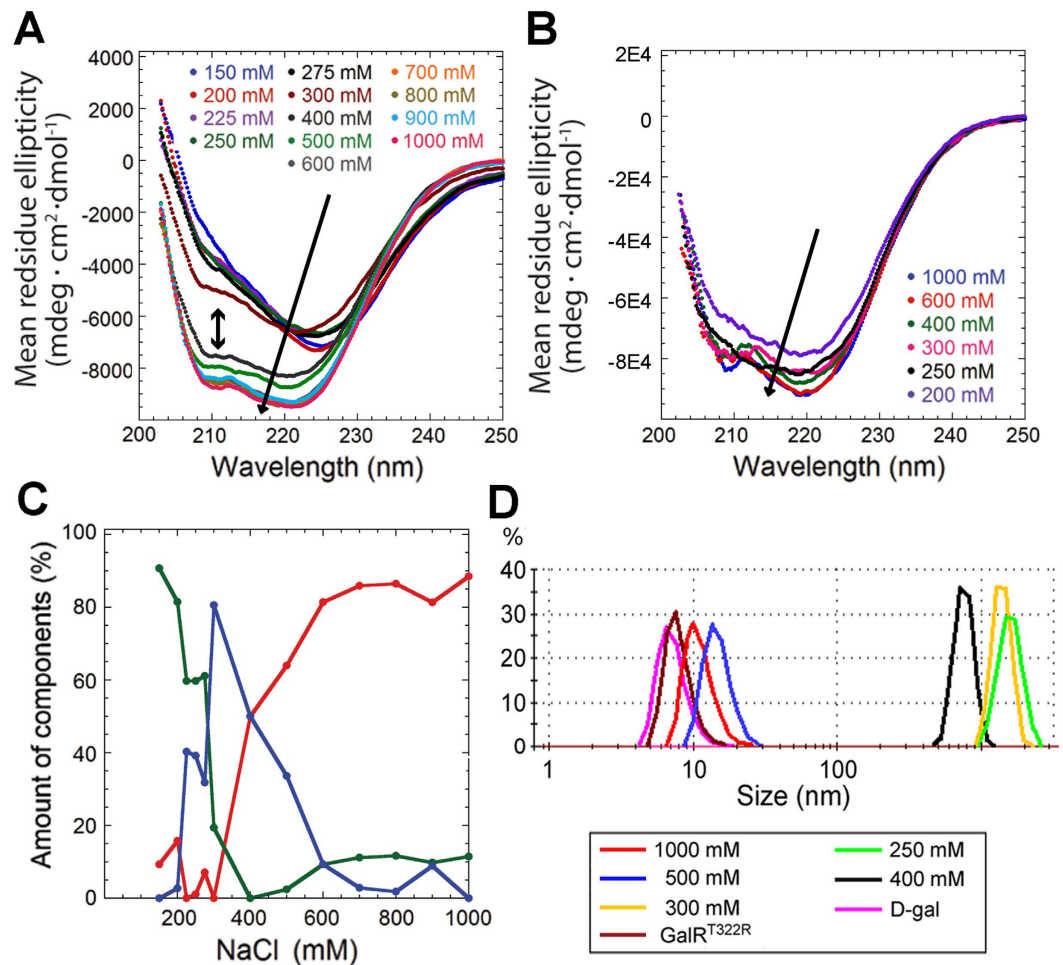 A
Mean redsidue ellipticity
(mdeg · cm²·dmol⁻¹)
4000
2000
0
-2000
-4000
-6000
-8000
150 mM
200 mM
225 mM
250 mM
275 mM
300 mM
400 mM
500 mM
600 mM
700 mM
800 mM
900 mM
1000 mM
200 210 220 230 240 250
Wavelength (nm)
B
Mean redsidue ellipticity
(mdeg · cm²·dmol⁻¹)
2E4
0
-2E4
-4E4
-6E4
-8E4
1000 mM
600 mM
400 mM
300 mM
250 mM
200 mM
200 210 220 230 240 250
Wavelength (nm)
C
Amount of components (%)
100
80
60
40
20
0
200 400 600 800 1000
NaCl (mM)
D
%
40
30
20
10
0
1 10 100
Size (nm)
1000 mM
500 mM
300 mM
GalR^T322R
250 mM
400 mM
D-gal